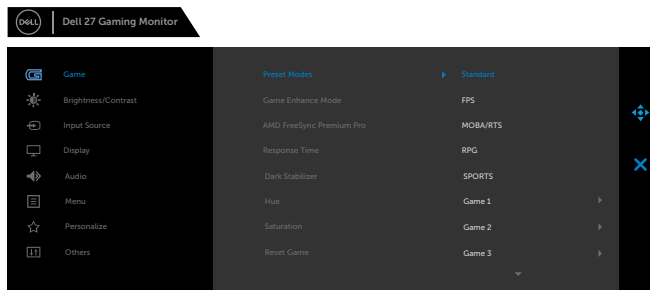 DELL
Dell 27 Gaming Monitor
Game Preset Modes Standard
Brightness/Contrast Game Enhance Mode FPS
Input Source AMD FreeSync Premium Pro MOBA/RTS
Display Response Time RPG
Audio Dark Stabilizer SPORTS
Menu Hue Game 1
Personalize Saturation Game 2
Others Reset Game Game 3